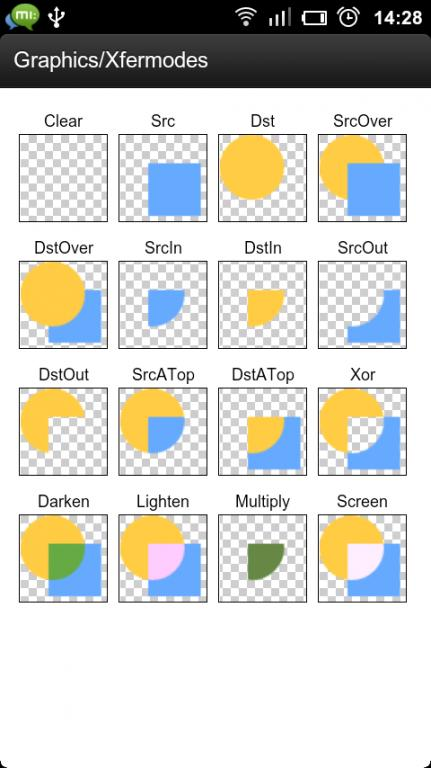 mi:
14:28
Graphics/Xfermodes
Clear Src Dst SrcOver
DstOver SrcIn DstIn SrcOut
DstOut SrcATop DstATop Xor
Darken Lighten Multiply Screen